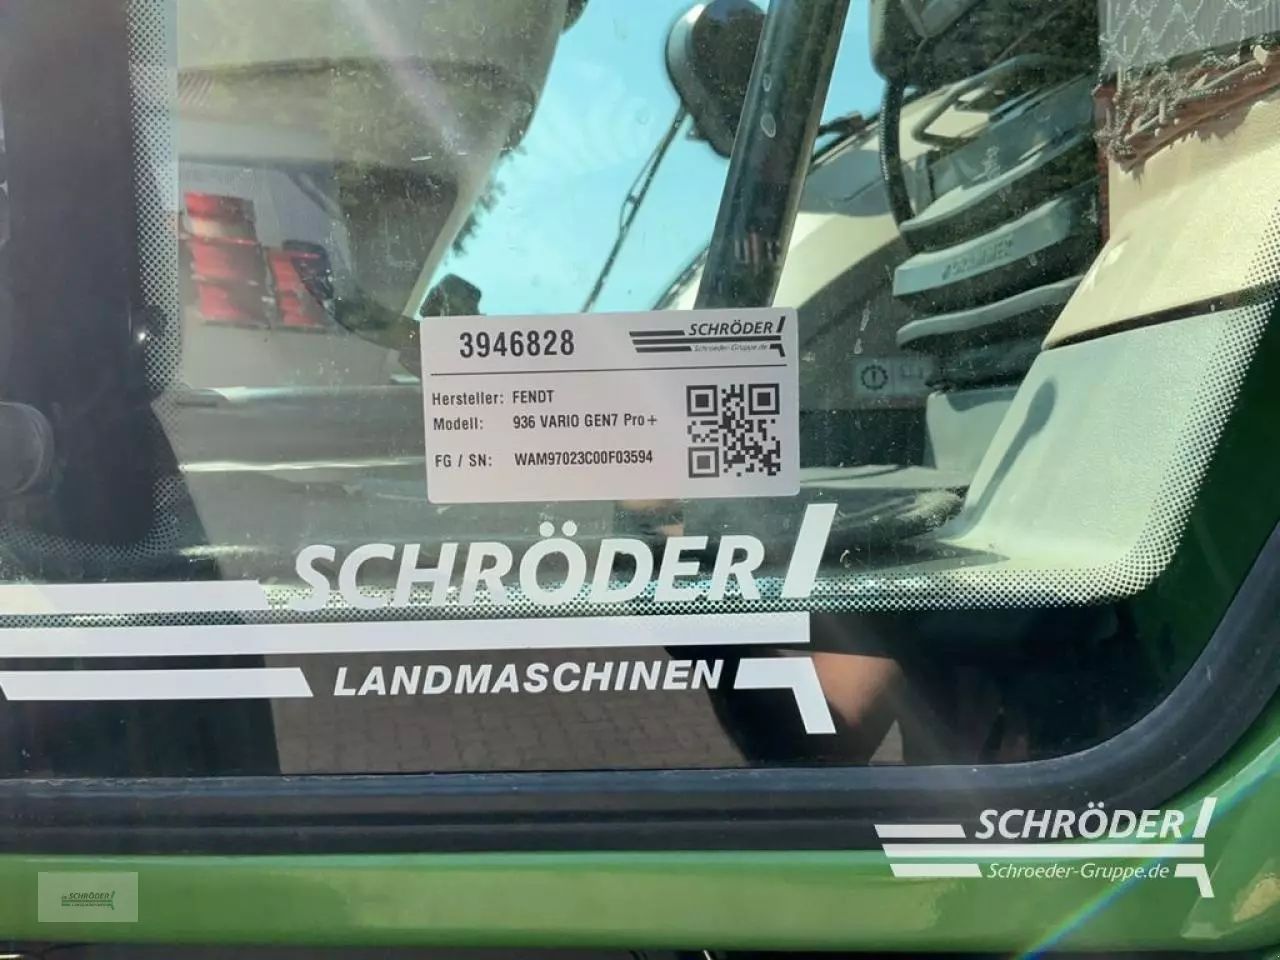 3946828
SCHRÖDER
Schroeder-Gruppe.de
Hersteller: FENDT
Modell: 936 VARIO GEN7 Pro+
FG / SN: WAM97023C00F03594
SCHRÖDER
LANDMASCHINEN
SCHRÖDER
Schroeder-Gruppe.de
SCHRÖDER